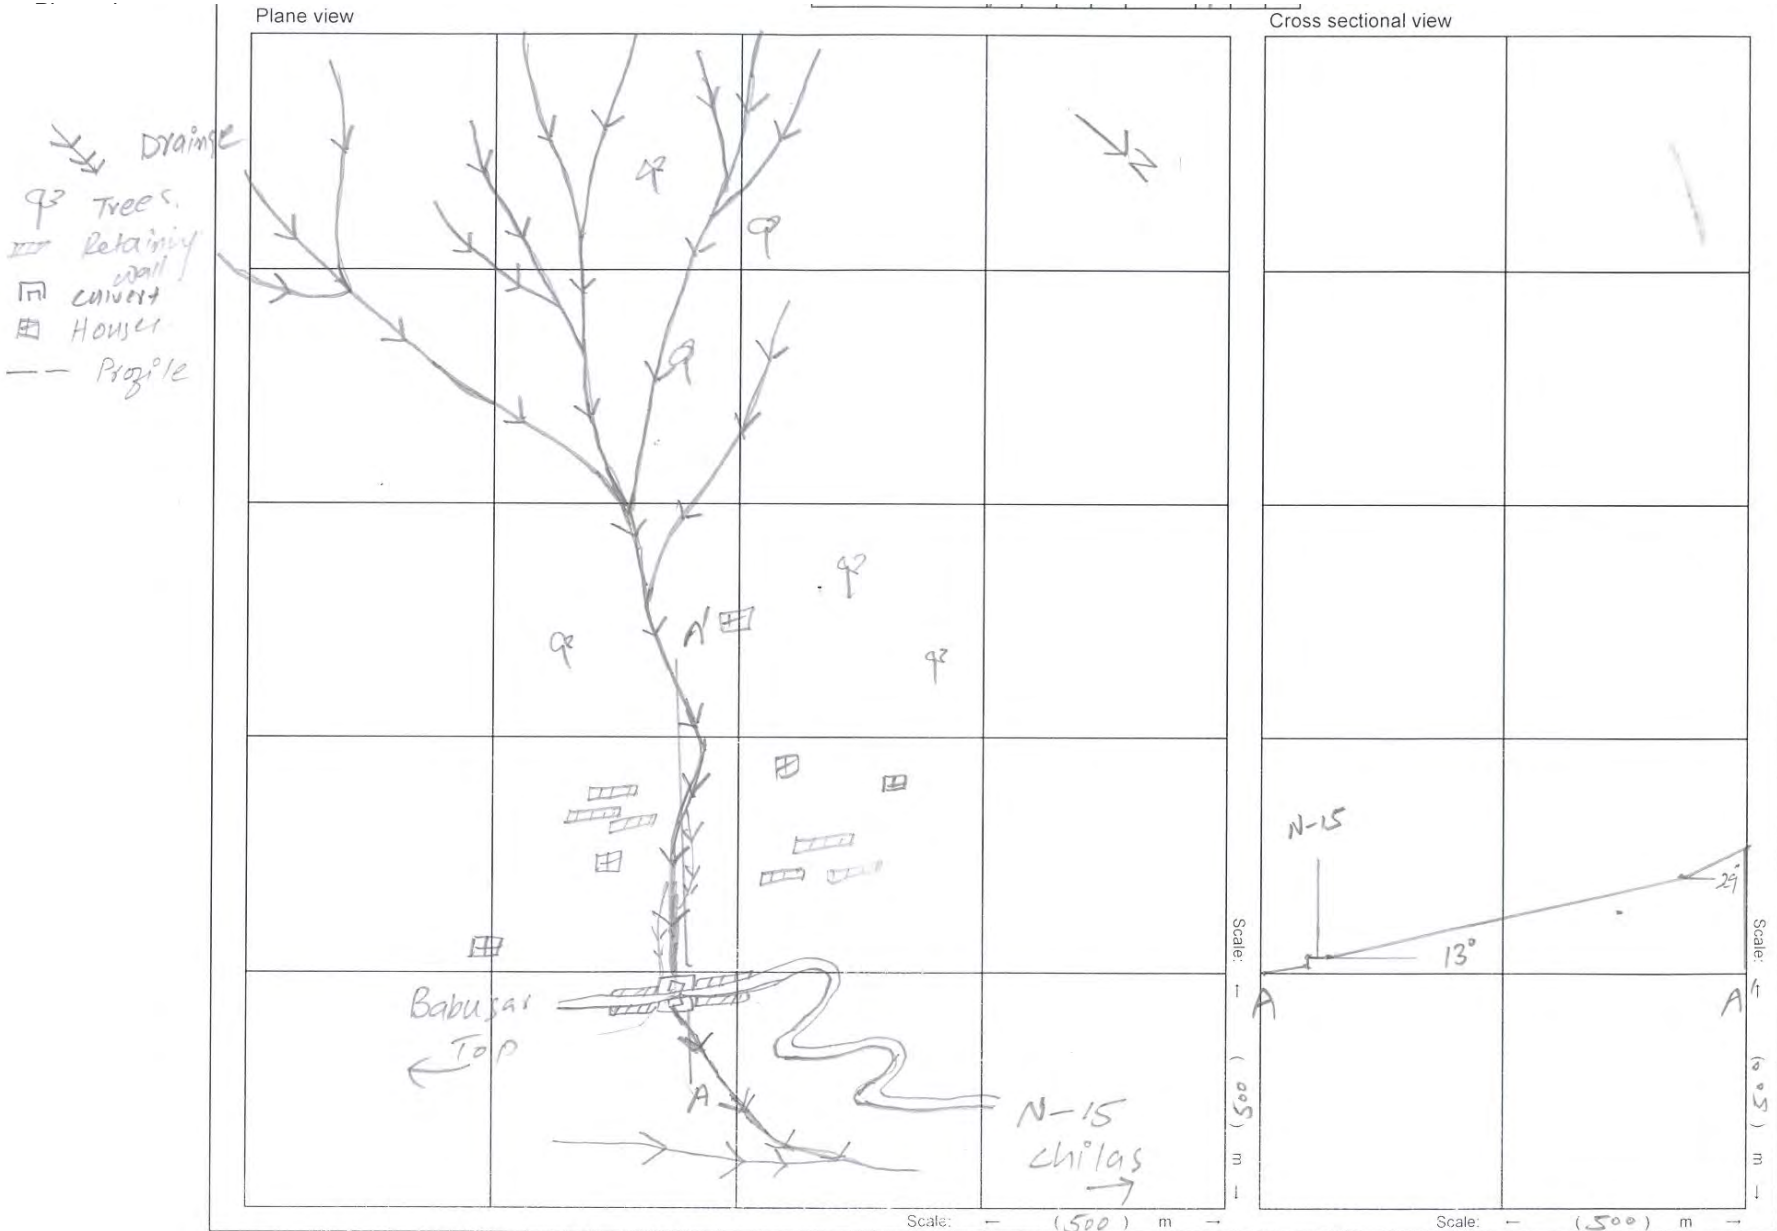 Plane view
Cross sectional view
Drainge
Trees.
Retaining
wall
culvert
Houses
Profile
N
A'
Babusar
Top
A
N-15
chilas
Scale: ← (500) m →
Scale: ← (500) m →
N-15
13°
29°
A
A'
Scale: ← (500) m →
Scale: ← (500) m →